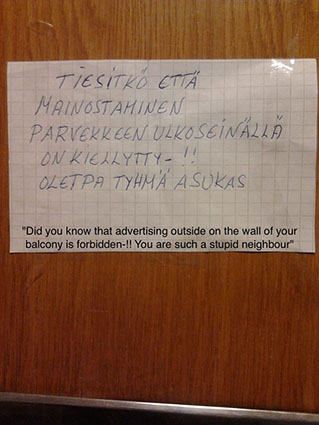 TIESITKÖ ETTÄ
MAINOSTAMINEN
PARVEKKEEN ULKOSEINÄLLÄ
ON KIELLYTTY-!!
OLETPA TYHMÄ ASUKAS
"Did you know that advertising outside on the wall of your
balcony is forbidden-!! You are such a stupid neighbour"